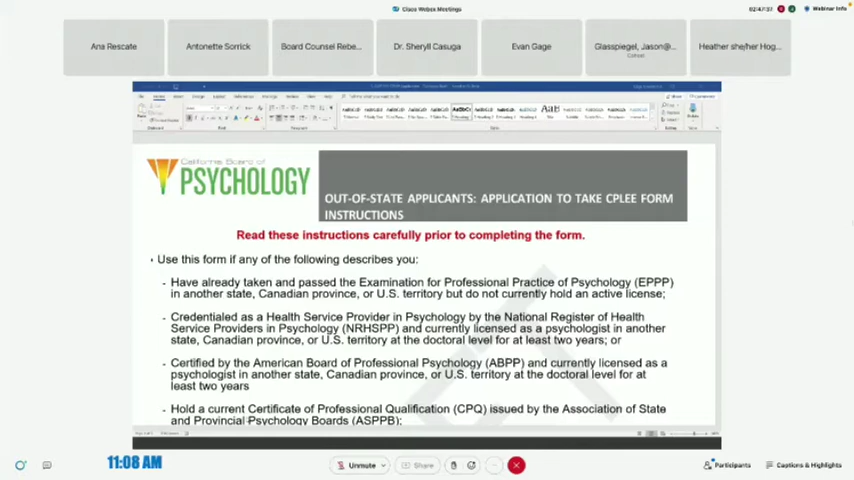 Cisco Webex Meetings
02:47:37
Webinar Info
Ana Rescate
Antonette Sorrick
Board Counsel Rebe...
Dr. Sheryll Casuga
Evan Gage
Glasspiegel, Jason@...
Cohost
Heather she/her Hog...
California Board of
PSYCHOLOGY
OUT-OF-STATE APPLICANTS: APPLICATION TO TAKE CPLEE FORM
INSTRUCTIONS
Read these instructions carefully prior to completing the form.
• Use this form if any of the following describes you:
- Have already taken and passed the Examination for Professional Practice of Psychology (EPPP)
in another state, Canadian province, or U.S. territory but do not currently hold an active license;
- Credentialed as a Health Service Provider in Psychology by the National Register of Health
Service Providers in Psychology (NRHSPP) and currently licensed as a psychologist in another
state, Canadian province, or U.S. territory at the doctoral level for at least two years; or
- Certified by the American Board of Professional Psychology (ABPP) and currently licensed as a
psychologist in another state, Canadian province, or U.S. territory at the doctoral level for at
least two years
- Hold a current Certificate of Professional Qualification (CPQ) issued by the Association of State
and Provincial Psychology Boards (ASPPB);
11:08 AM
Unmute
Share
Participants
Captions & Highlights